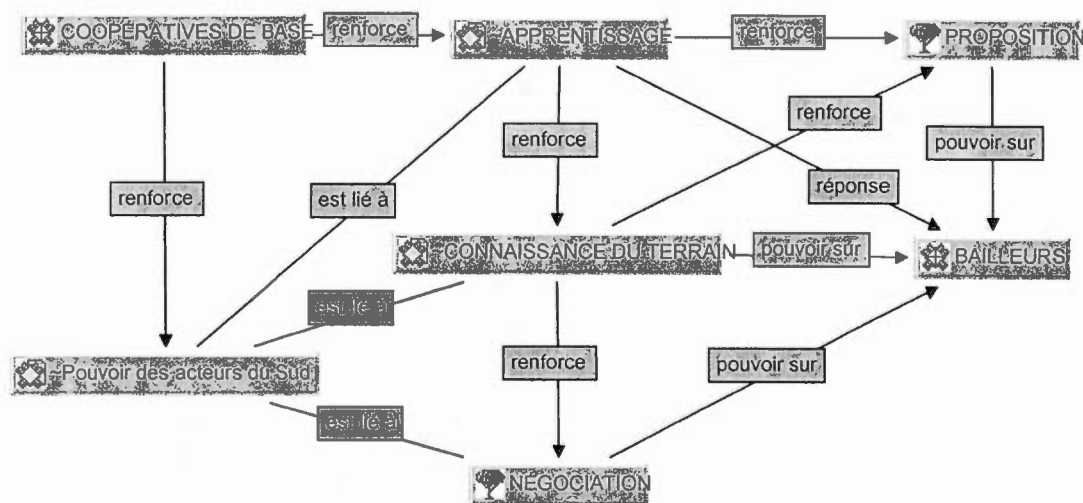 COOPÉRATIVES DE BASE renforce APPRENTISSAGE renforce PROPOSITION
renforce
renforce
pouvoir sur
renforce
est lié à
réponse
CONNAISSANCE DU TERRAIN pouvoir sur BAILLEURS
est lié à
Pouvoir des acteurs du Sud
renforce
pouvoir sur
est lié à
NÉGOCIATION